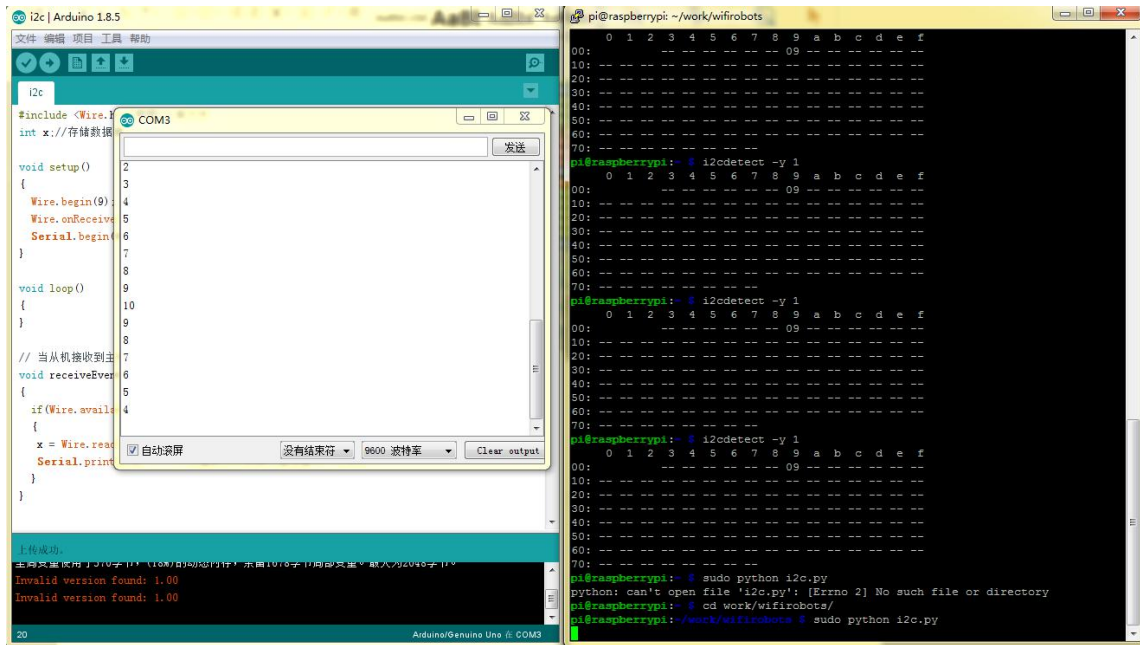 i2c | Arduino 1.8.5
文件 编辑 项目 工具 帮助
i2c
#include <Wire.
int x;//存储数据
void setup()
{
Wire.begin(9)
Wire.onReceive
Serial.begin(
}
void loop()
{
}
// 当从机接收到主
void receiveEver
{
if(Wire.availa
{
x = Wire.read
Serial.print
}
}
上传成功。
Invalid version found: 1.00
Invalid version found: 1.00
20
Arduino/Genuino Uno 在 COM3
COM3
发送
2
3
4
5
6
7
8
9
10
9
8
7
6
5
4
自动滚屏
没有结束符
9600 波特率
Clear output
pi@raspberrypi: ~/work/wifirobots
0 1 2 3 4 5 6 7 8 9 a b c d e f
00: -- -- -- -- -- -- 09 -- -- -- -- -- --
10: -- -- -- -- -- -- -- -- -- -- -- -- -- -- -- --
20: -- -- -- -- -- -- -- -- -- -- -- -- -- -- -- --
30: -- -- -- -- -- -- -- -- -- -- -- -- -- -- -- --
40: -- -- -- -- -- -- -- -- -- -- -- -- -- -- -- --
50: -- -- -- -- -- -- -- -- -- -- -- -- -- -- -- --
60: -- -- -- -- -- -- -- -- -- -- -- -- -- -- -- --
70: -- -- -- -- -- -- -- --
pi@raspberrypi:~ $ i2cdetect -y 1
0 1 2 3 4 5 6 7 8 9 a b c d e f
00: -- -- -- -- -- -- 09 -- -- -- -- -- --
10: -- -- -- -- -- -- -- -- -- -- -- -- -- -- -- --
20: -- -- -- -- -- -- -- -- -- -- -- -- -- -- -- --
30: -- -- -- -- -- -- -- -- -- -- -- -- -- -- -- --
40: -- -- -- -- -- -- -- -- -- -- -- -- -- -- -- --
50: -- -- -- -- -- -- -- -- -- -- -- -- -- -- -- --
60: -- -- -- -- -- -- -- -- -- -- -- -- -- -- -- --
70: -- -- -- -- -- -- -- --
pi@raspberrypi:~ $ i2cdetect -y 1
0 1 2 3 4 5 6 7 8 9 a b c d e f
00: -- -- -- -- -- -- 09 -- -- -- -- -- --
10: -- -- -- -- -- -- -- -- -- -- -- -- -- -- -- --
20: -- -- -- -- -- -- -- -- -- -- -- -- -- -- -- --
30: -- -- -- -- -- -- -- -- -- -- -- -- -- -- -- --
40: -- -- -- -- -- -- -- -- -- -- -- -- -- -- -- --
50: -- -- -- -- -- -- -- -- -- -- -- -- -- -- -- --
60: -- -- -- -- -- -- -- -- -- -- -- -- -- -- -- --
70: -- -- -- -- -- -- -- --
pi@raspberrypi:~ $ i2cdetect -y 1
0 1 2 3 4 5 6 7 8 9 a b c d e f
00: -- -- -- -- -- -- 09 -- -- -- -- -- --
10: -- -- -- -- -- -- -- -- -- -- -- -- -- -- -- --
20: -- -- -- -- -- -- -- -- -- -- -- -- -- -- -- --
30: -- -- -- -- -- -- -- -- -- -- -- -- -- -- -- --
40: -- -- -- -- -- -- -- -- -- -- -- -- -- -- -- --
50: -- -- -- -- -- -- -- -- -- -- -- -- -- -- -- --
60: -- -- -- -- -- -- -- -- -- -- -- -- -- -- -- --
70: -- -- -- -- -- -- -- --
pi@raspberrypi:~ $ sudo python i2c.py
python: can't open file 'i2c.py': [Errno 2] No such file or directory
pi@raspberrypi:~ $ cd work/wifirobots/
pi@raspberrypi:~/work/wifirobots $ sudo python i2c.py